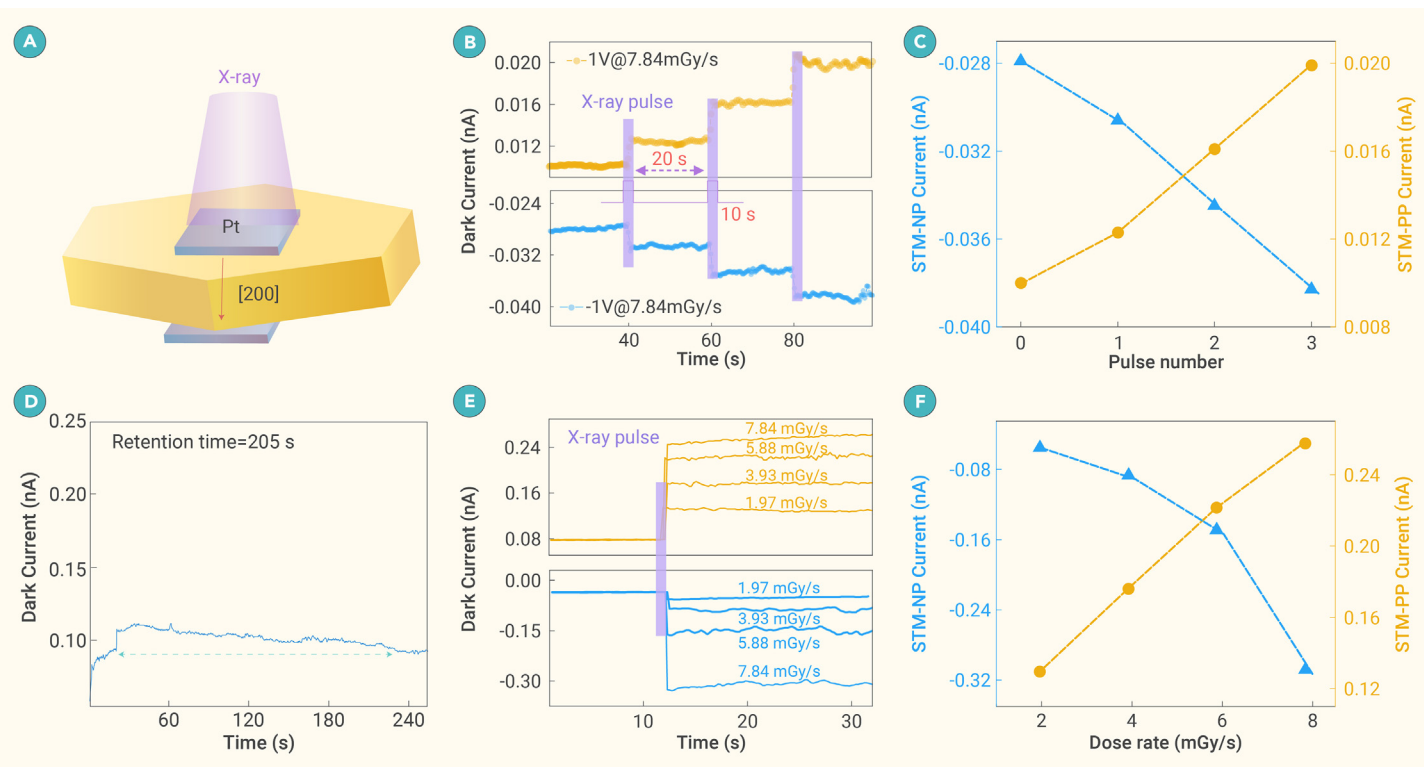 A
X-ray
Pt
[200]
B
Dark Current (nA)
0.020
0.016
0.012
-0.024
-0.032
-0.040
1V@7.84mGy/s
X-ray pulse
20 s
10 s
-1V@7.84mGy/s
40
60
80
Time (s)
C
STM-NP Current (nA)
-0.028
-0.032
-0.036
-0.040
STM-PP Current (nA)
0.020
0.016
0.012
0.008
0
1
2
3
Pulse number
D
Dark Current (nA)
0.25
0.20
0.15
0.10
Retention time=205 s
60
120
180
240
Time (s)
E
Dark Current (nA)
0.24
0.16
0.08
0.00
-0.15
-0.30
X-ray pulse
7.84 mGy/s
5.88 mGy/s
3.93 mGy/s
1.97 mGy/s
1.97 mGy/s
3.93 mGy/s
5.88 mGy/s
7.84 mGy/s
10
20
30
Time (s)
F
STM-NP Current (nA)
-0.08
-0.16
-0.24
-0.32
STM-PP Current (nA)
0.24
0.20
0.16
0.12
2
4
6
8
Dose rate (mGy/s)